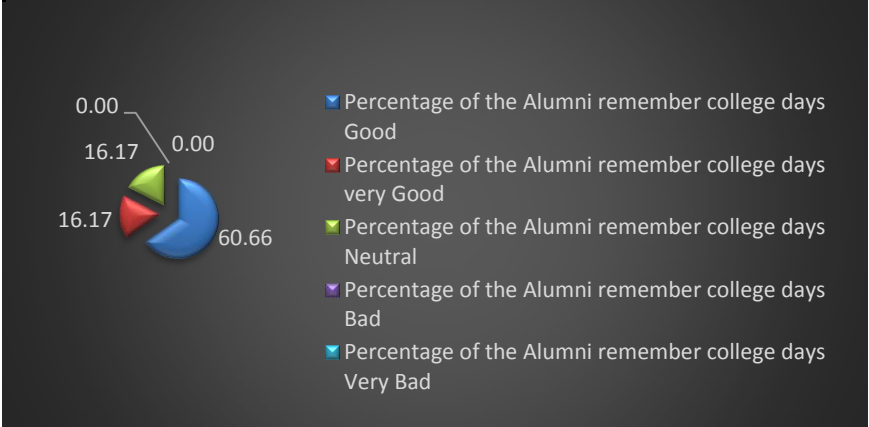 0.00
0.00
16.17
16.17
60.66
Percentage of the Alumni remember college days
Good
Percentage of the Alumni remember college days
very Good
Percentage of the Alumni remember college days
Neutral
Percentage of the Alumni remember college days
Bad
Percentage of the Alumni remember college days
Very Bad